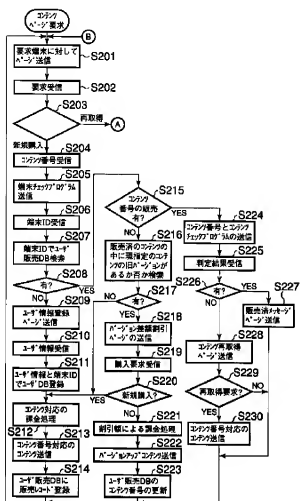 コンテンツ
ページ要求
B
要求端末に対して
ページ送信
S201
要求受信
S202
S203
再取得
A
新規購入
S204
コンテンツ番号受信
S205
端末チェックプログラム
送信
S206
端末ID受信
S207
端末IDでユーザ
販売DB検索
S208
有?
YES
NO
S209
ユーザ情報登録
ページ送信
S210
ユーザ情報受信
S211
ユーザ情報と端末ID
でユーザDB登録
コンテンツ対応の
課金処理
S212
S213
コンテンツ番号対応の
コンテンツ送信
S214
ユーザ販売DBに
販売レコード登録
S215
コンテンツ
番号の販売
有?
YES
NO
S216
販売済のコンテンツの
中に現指定のコンテン
ツの旧バージョンが
あるか否か検索
S217
有?
NO
YES
S218
バージョン差額割引
ページの送信
S219
購入要求受信
S220
新規購入?
YES
NO
S221
割引額による課金処理
S222
バージョンアップコンテンツ送信
S223
ユーザ販売DBの
コンテンツ番号の更新
S224
コンテンツ番号とコンテンツ
チェックプログラムの送信
S225
判定結果受信
S226
有?
YES
S227
販売済メッセージ
ページ送信
NO
S228
コンテンツ再取得
ページ送信
S229
再取得要求?
NO
YES
S230
コンテンツ番号対応の
コンテンツ送信